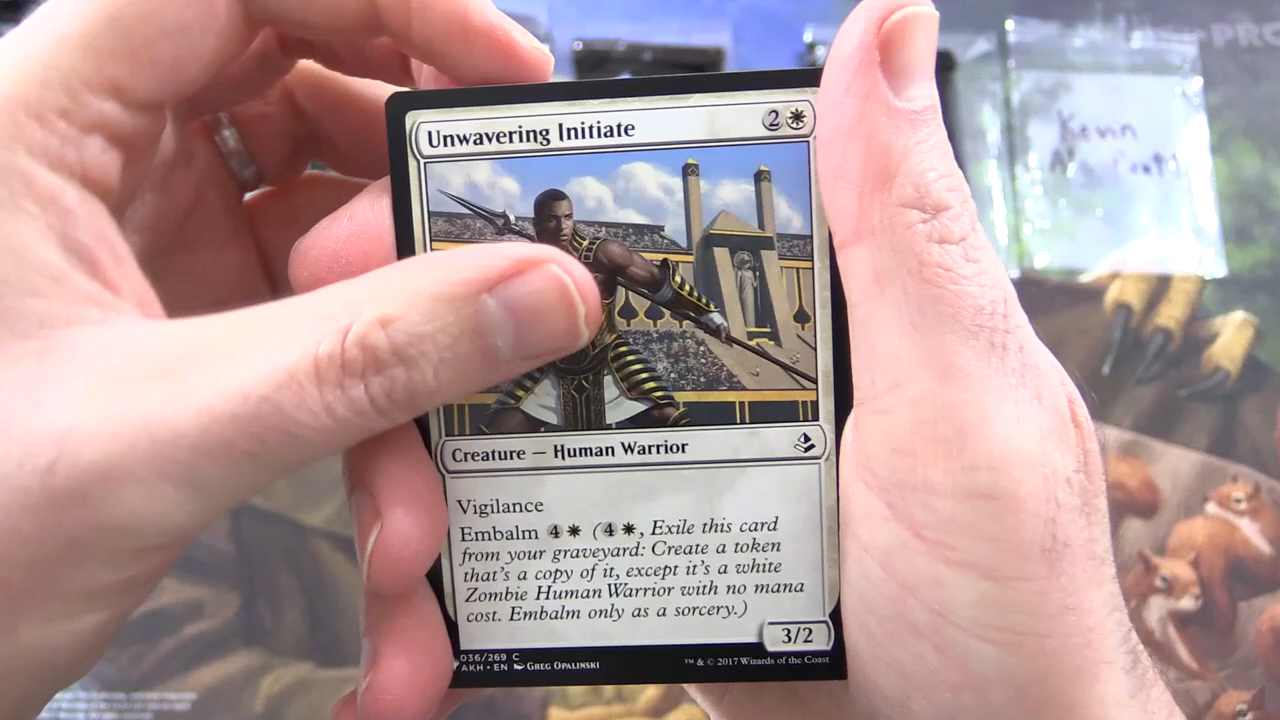 Unwavering Initiate 2
Creature — Human Warrior
Vigilance
Embalm 4 (4, Exile this card
from your graveyard: Create a token
that's a copy of it, except it's a white
Zombie Human Warrior with no mana
cost. Embalm only as a sorcery.)
3/2
036/269 C
AKH • EN Greg Opalinski
™ & © 2017 Wizards of the Coast
Kevin